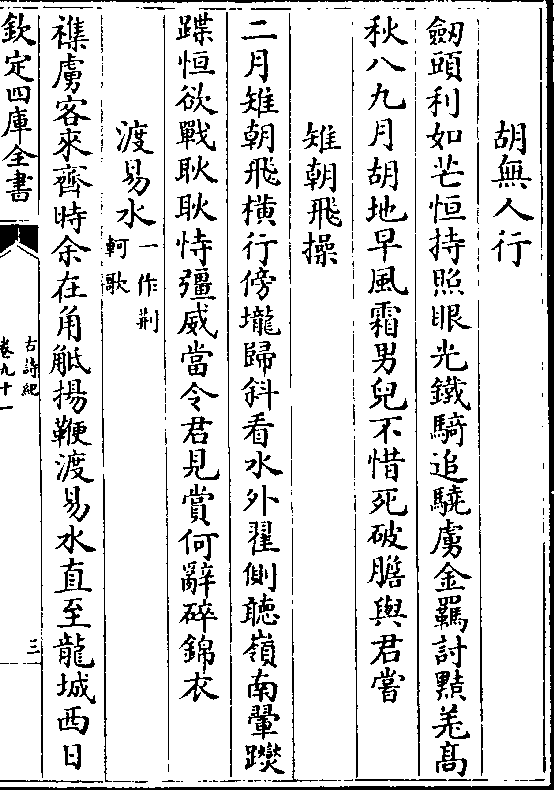 胡無人行
劒頭利如芒恒持照眼光鐵騎追驍虜金羈討黠羌髙
秋八九月胡地早風霜男兒不惜死破膽與君嘗
雉朝飛操
二月雉朝飛橫行傍壠歸斜看水外翟側聽嶺南翬躞
蹀恒欲戰耿耿恃彊威當令君見賞何辭碎錦衣
渡易水一作荆軻歌
襍虜客來齊時余在角觝揚鞭渡易水直至龍城西日
欽定四庫全書
古詩紀
卷九十一
三